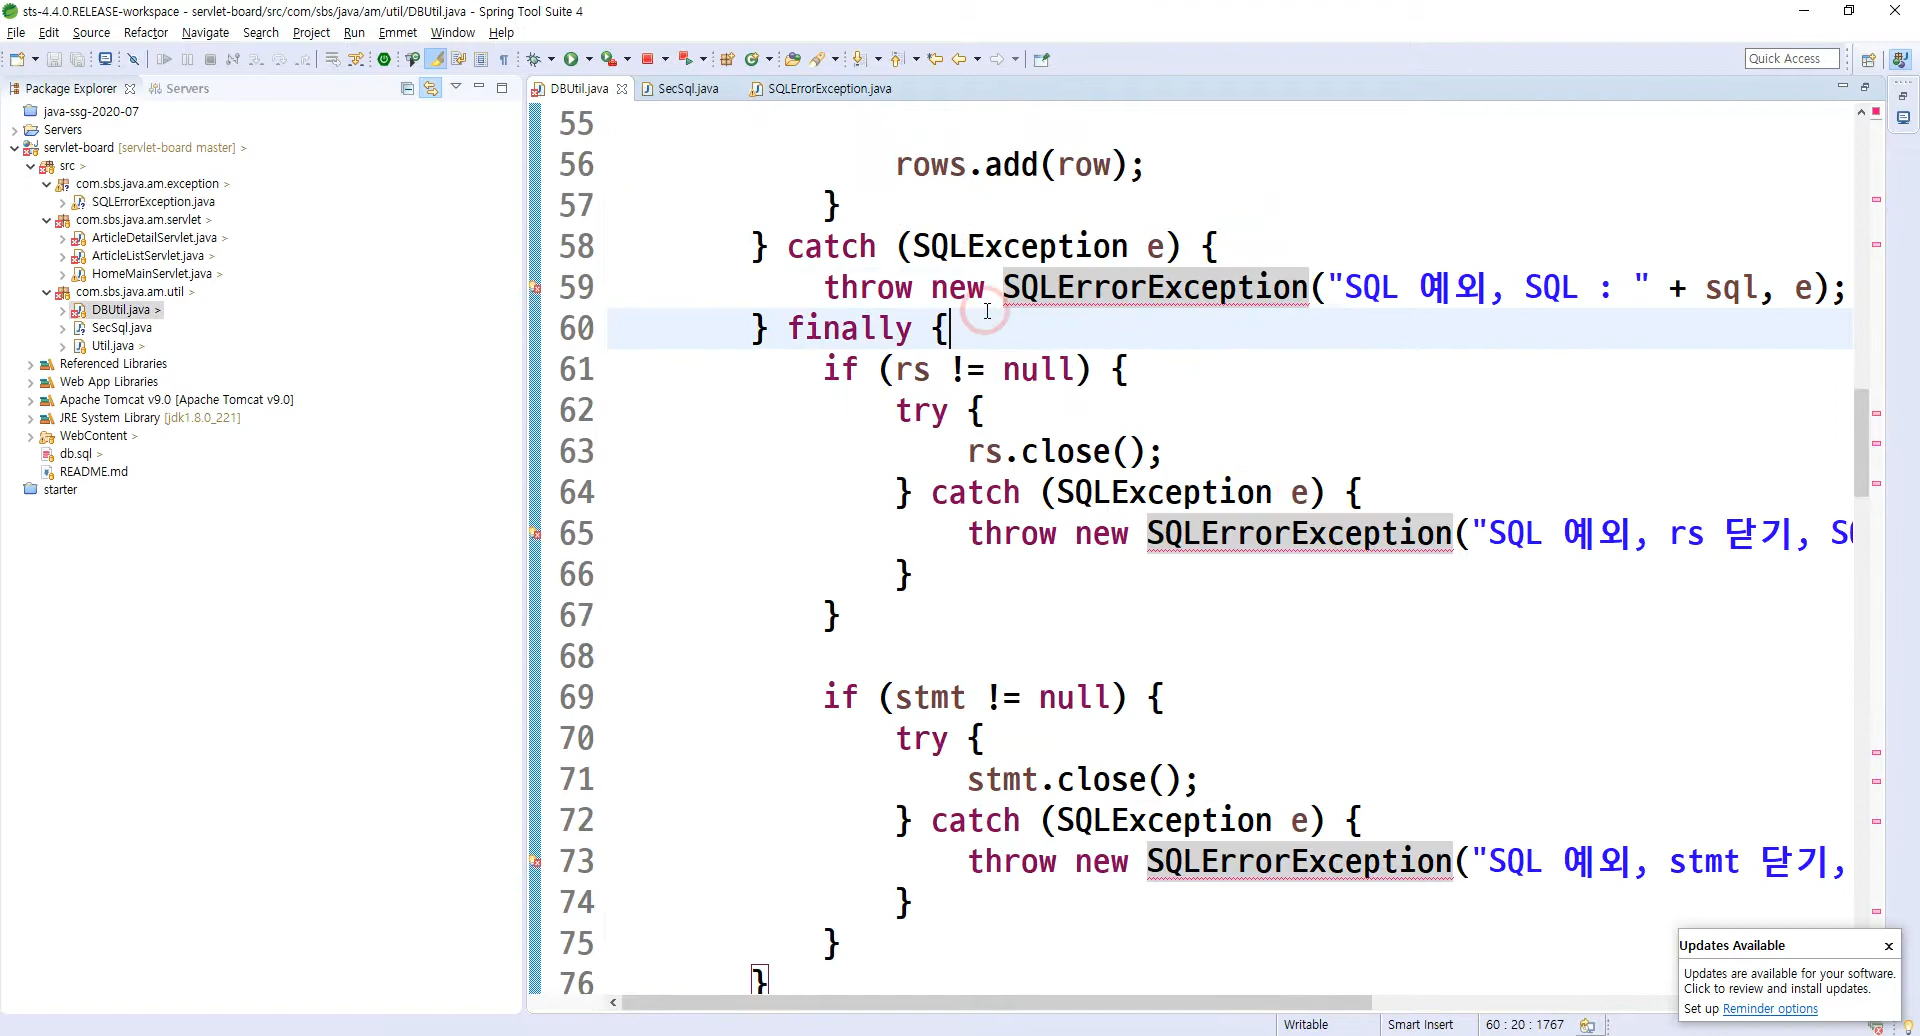 sts-4.4.0.RELEASE-workspace - servlet-board/src/com/sbs/java/am/util/DBUtil.java - Spring Tool Suite 4
File Edit Source Refactor Navigate Search Project Run Emmet Window Help
Quick Access
Package Explorer Servers
java-ssg-2020-07
Servers
servlet-board [servlet-board master] >
src >
com.sbs.java.am.exception >
SQLErrorException.java
com.sbs.java.am.servlet >
ArticleDetailServlet.java >
ArticleListServlet.java >
HomeMainServlet.java >
com.sbs.java.am.util >
DBUtil.java >
SecSql.java
Util.java >
Referenced Libraries
Web App Libraries
Apache Tomcat v9.0 [Apache Tomcat v9.0]
JRE System Library [jdk1.8.0_221]
WebContent >
db.sql >
README.md
starter
DBUtil.java SecSql.java SQLErrorException.java
55
56 rows.add(row);
57 }
58 } catch (SQLException e) {
59 throw new SQLErrorException("SQL 예외, SQL : " + sql, e);
60 } finally {
61 if (rs != null) {
62 try {
63 rs.close();
64 } catch (SQLException e) {
65 throw new SQLErrorException("SQL 예외, rs 닫기, SQ
66 }
67 }
68
69 if (stmt != null) {
70 try {
71 stmt.close();
72 } catch (SQLException e) {
73 throw new SQLErrorException("SQL 예외, stmt 닫기,
74 }
75 }
76 }
Updates Available
Updates are available for your software.
Click to review and install updates.
Set up Reminder options
Writable Smart Insert 60 : 20 : 1767